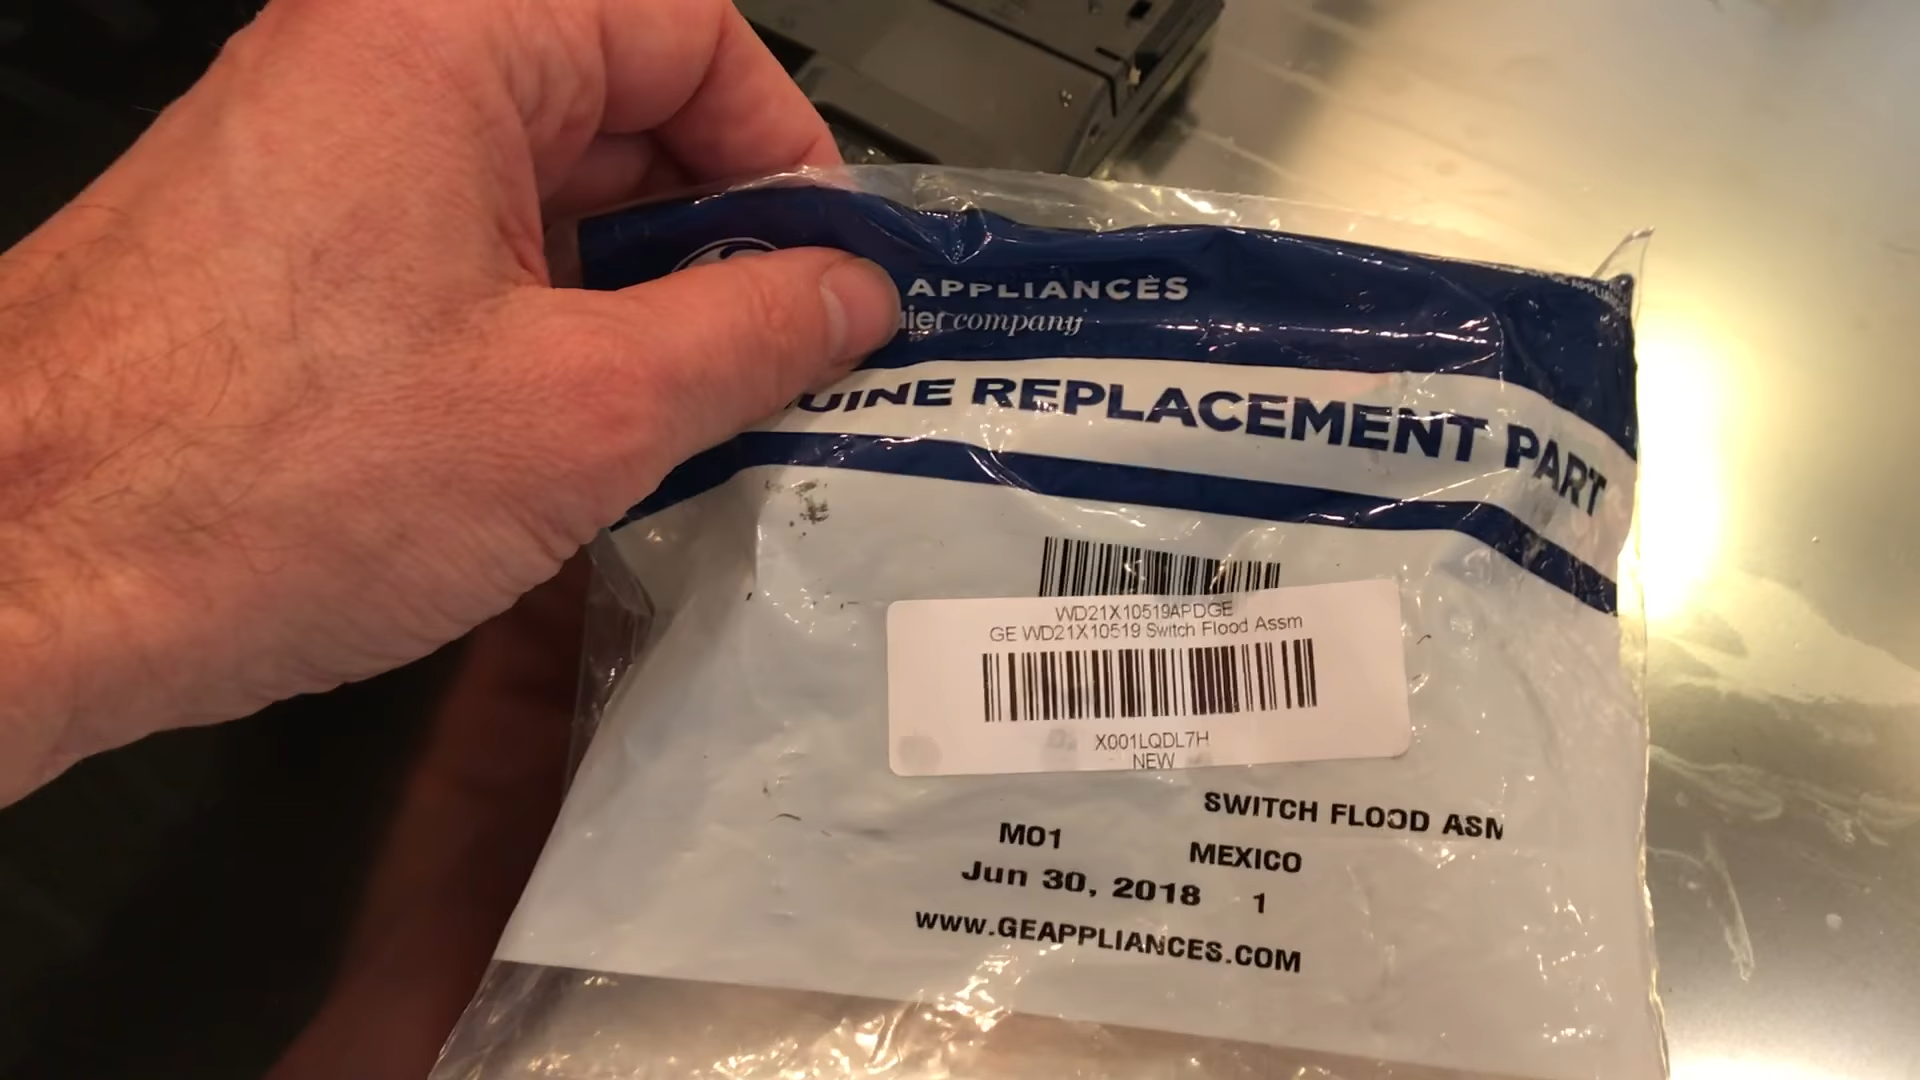 APPLIANCES
company
REPLACEMENT PART
WD21X10519APDGE
GE WD21X10519 Switch Flood Assm
X001LQDL7H
NEW
SWITCH FLOOD ASM
M01 MEXICO
Jun 30, 2018 1
WWW.GEAPPLIANCES.COM